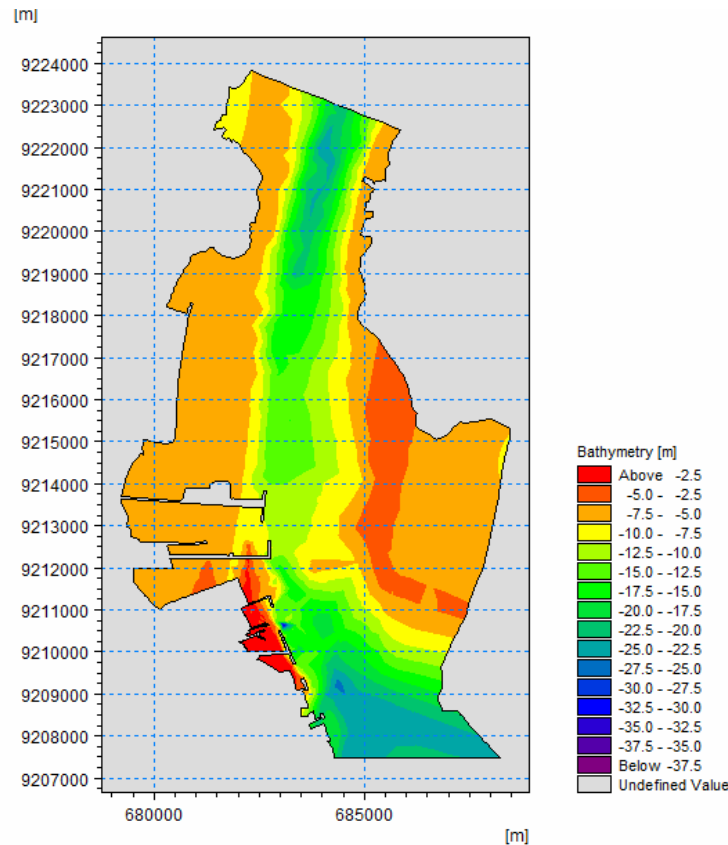 [m]
9224000
9223000
9222000
9221000
9220000
9219000
9218000
9217000
9216000
9215000
9214000
9213000
9212000
9211000
9210000
9209000
9208000
9207000
680000 685000
[m]
Bathymetry [m]
Above -2.5
-5.0 - -2.5
-7.5 - -5.0
-10.0 - -7.5
-12.5 - -10.0
-15.0 - -12.5
-17.5 - -15.0
-20.0 - -17.5
-22.5 - -20.0
-25.0 - -22.5
-27.5 - -25.0
-30.0 - -27.5
-32.5 - -30.0
-35.0 - -32.5
-37.5 - -35.0
Below -37.5
Undefined Value